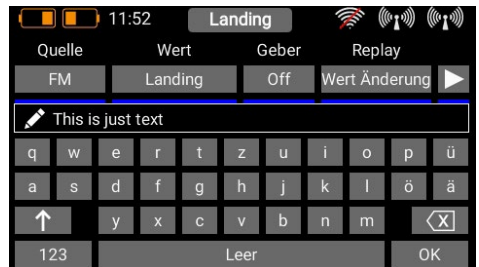 11:52 Landing
Quelle Wert Geber Replay
FM Landing Off Wert Änderung
This is just text
q w e r t z u i o p ü
a s d f g h j k l ö ä
y x c v b n m X
123 Leer OK